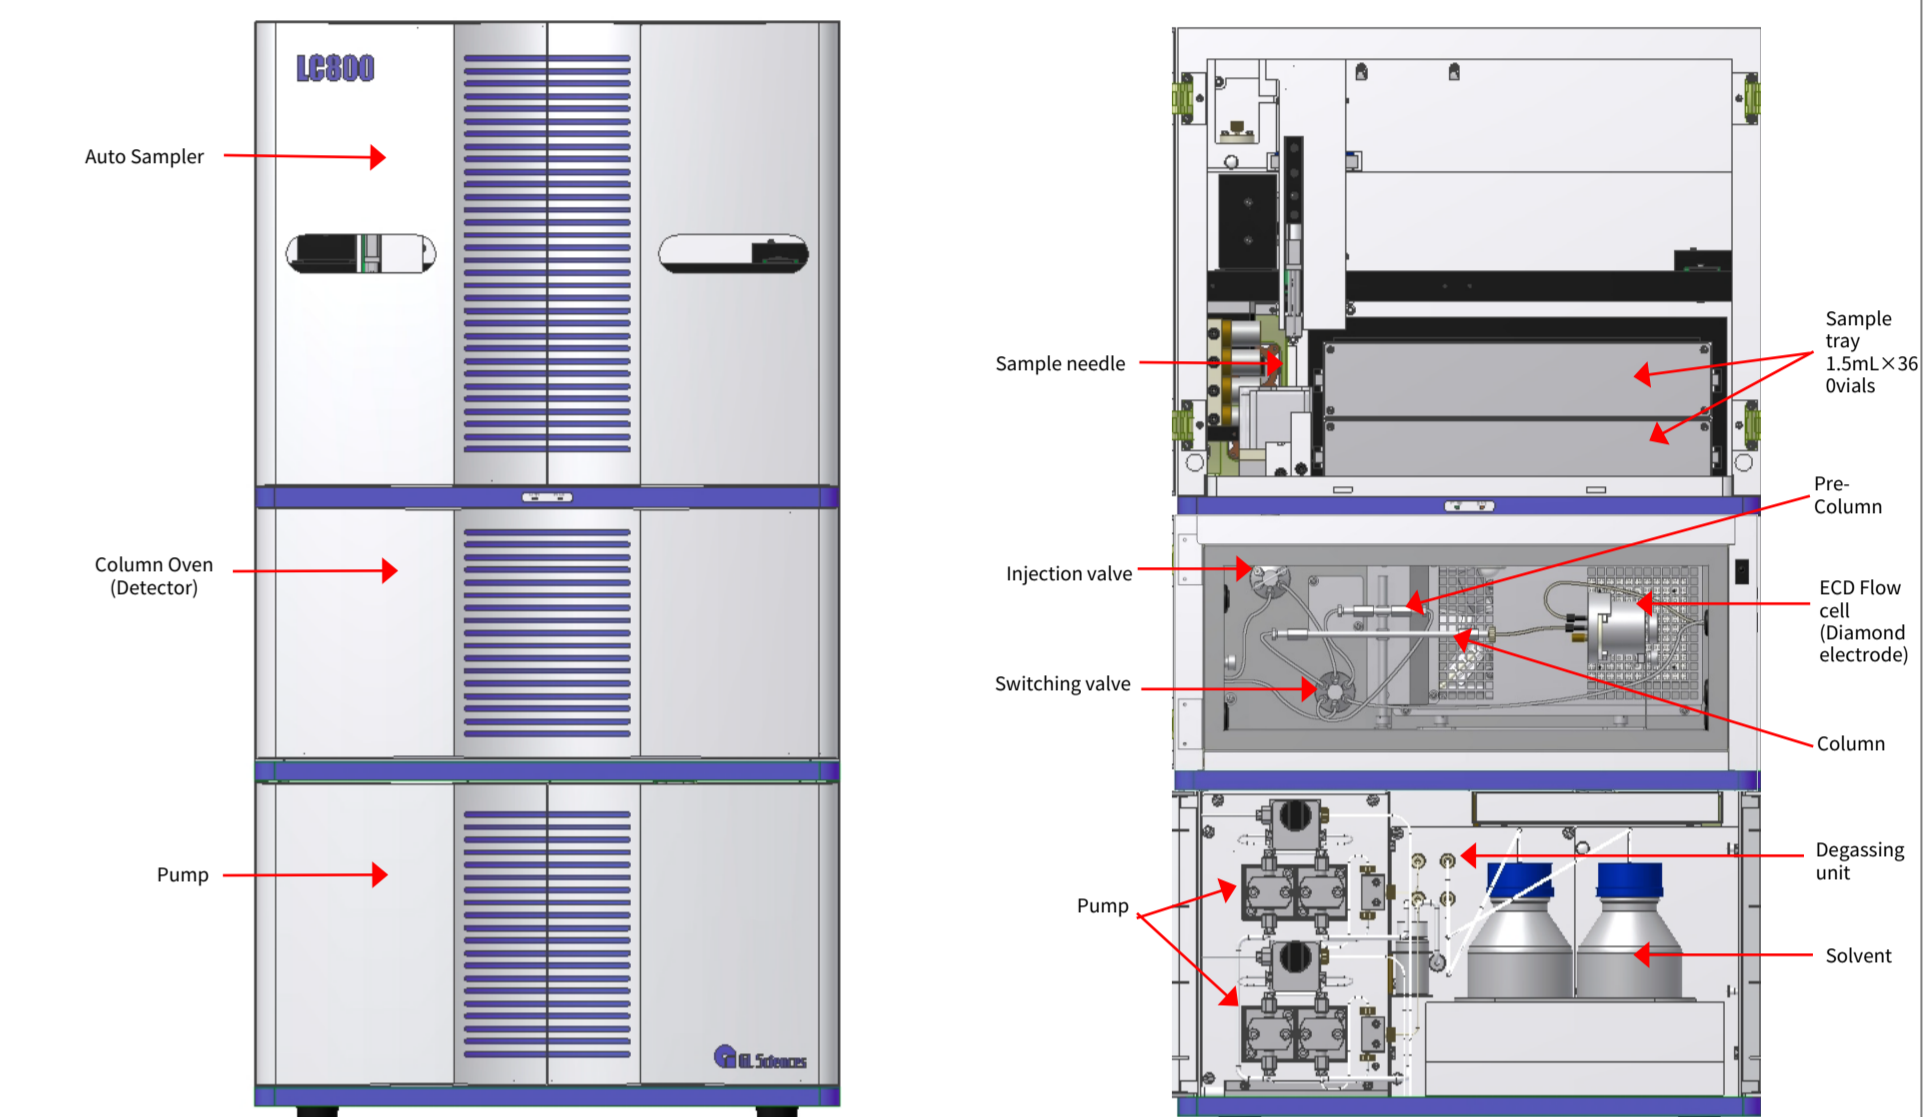 LC800
Auto Sampler
Column Oven
(Detector)
Pump
GL Sciences
Sample needle
Injection valve
Switching valve
Pump
Sample
tray
1.5mL×36
0vials
Pre-
Column
ECD Flow
cell
(Diamond
electrode)
Column
Degassing
unit
Solvent